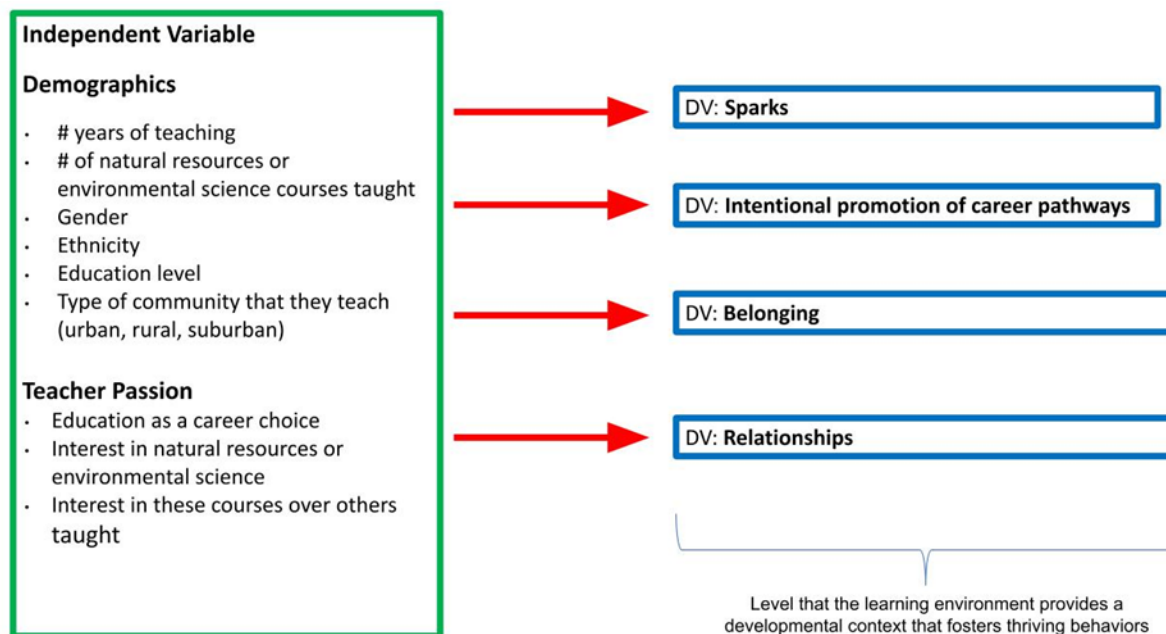 Independent Variable
Demographics
· # years of teaching
· # of natural resources or
environmental science courses taught
· Gender
· Ethnicity
· Education level
· Type of community that they teach
(urban, rural, suburban)
Teacher Passion
· Education as a career choice
· Interest in natural resources or
environmental science
· Interest in these courses over others
taught
DV: Sparks
DV: Intentional promotion of career pathways
DV: Belonging
DV: Relationships
Level that the learning environment provides a
developmental context that fosters thriving behaviors